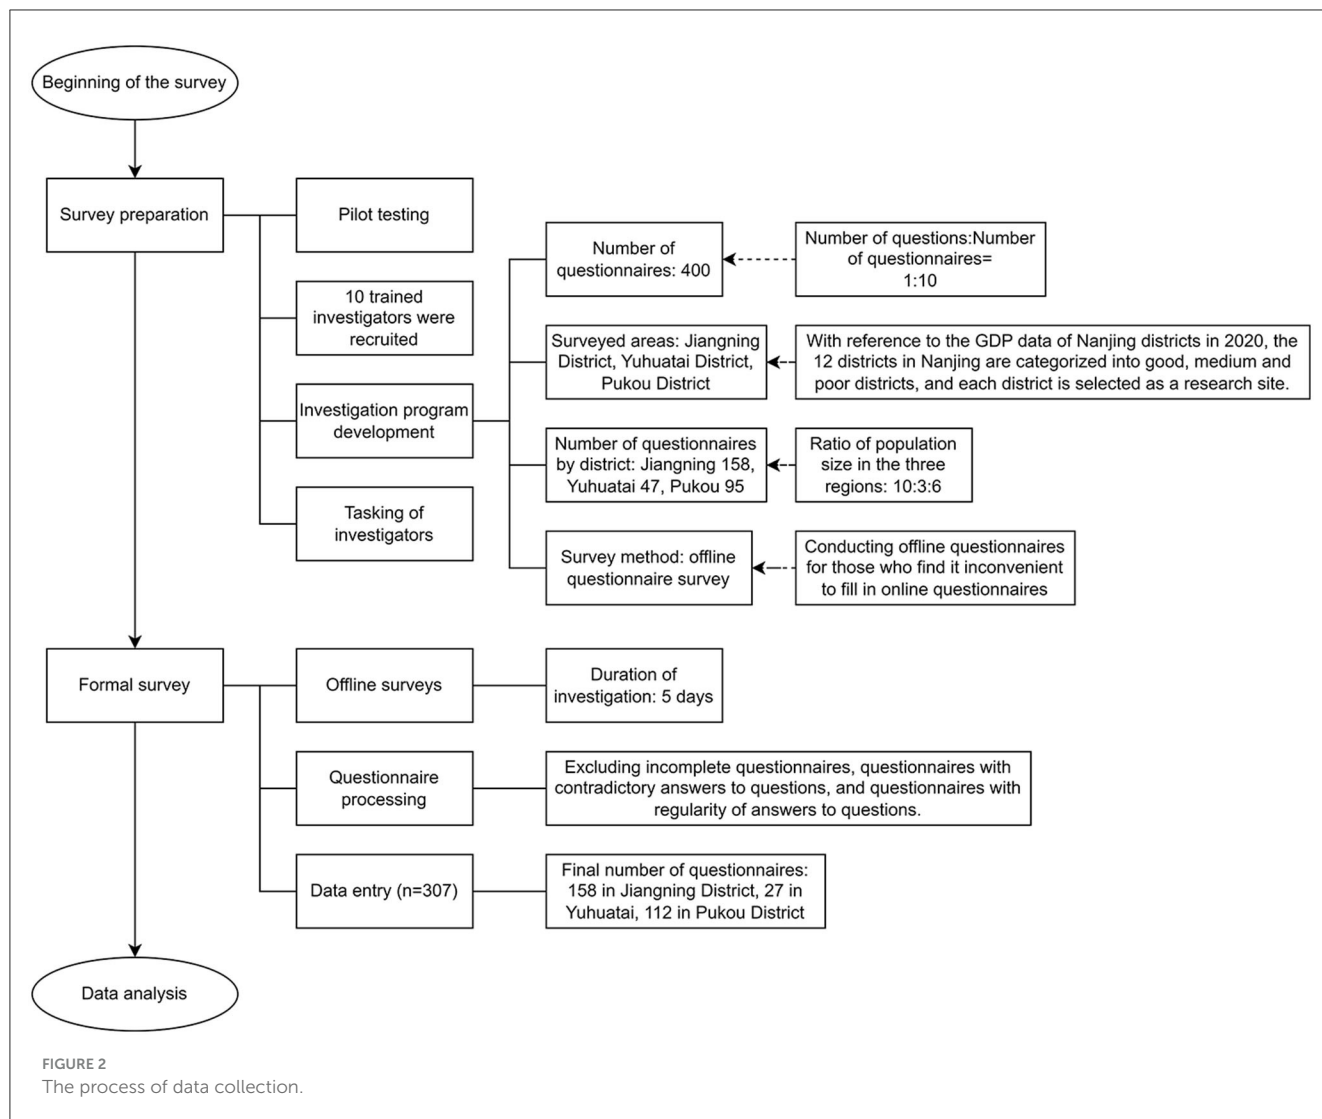 Beginning of the survey
Survey preparation
Pilot testing
10 trained
investigators were
recruited
Investigation program
development
Tasking of
investigators
Number of
questionnaires: 400
Number of questions:Number
of questionnaires=
1:10
Surveyed areas: Jiangning
District, Yuhuatai District,
Pukou District
With reference to the GDP data of Nanjing districts in 2020, the
12 districts in Nanjing are categorized into good, medium and
poor districts, and each district is selected as a research site.
Number of questionnaires
by district: Jiangning 158,
Yuhuatai 47, Pukou 95
Ratio of population
size in the three
regions: 10:3:6
Survey method: offline
questionnaire survey
Conducting offline questionnaires
for those who find it inconvenient
to fill in online questionnaires
Formal survey
Offline surveys
Duration of
investigation: 5 days
Questionnaire
processing
Excluding incomplete questionnaires, questionnaires with
contradictory answers to questions, and questionnaires with
regularity of answers to questions.
Data entry (n=307)
Final number of questionnaires:
158 in Jiangning District, 27 in
Yuhuatai, 112 in Pukou District
Data analysis
FIGURE 2
The process of data collection.